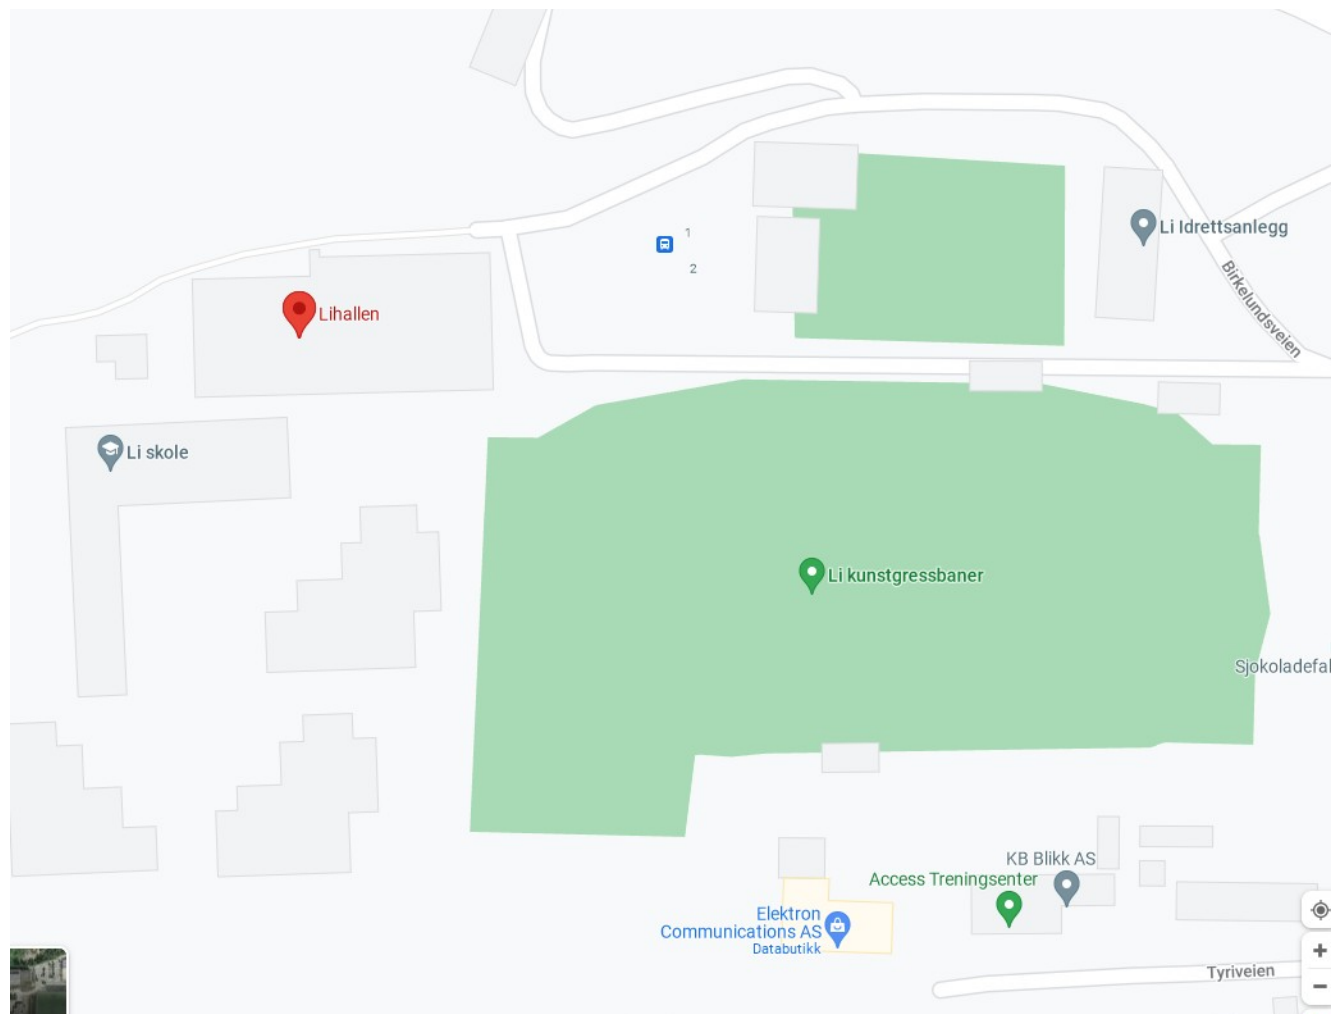 1
2
Li Idrettsanlegg
Birkelundsveien
Lihallen
Li skole
Li kunstgressbaner
Sjokoladefal
KB Blikk AS
Access Treningsenter
Elektron
Communications AS
Databutikk
Tyriveien